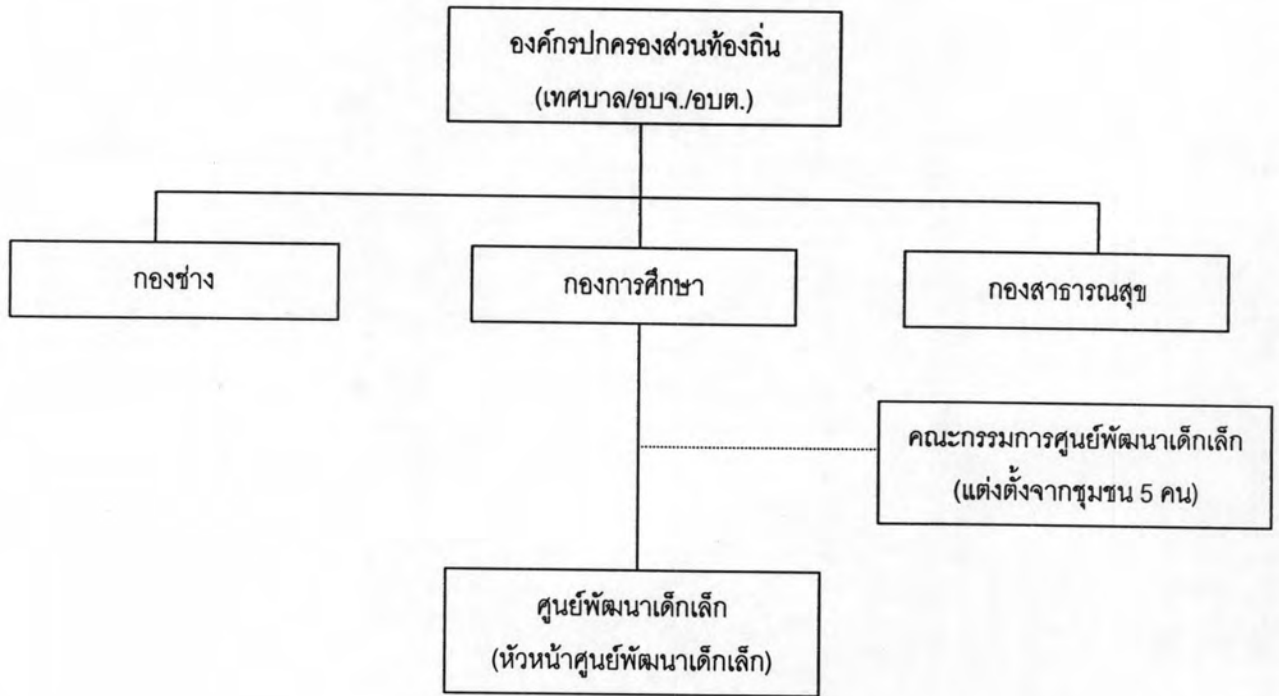 องค์กรปกครองส่วนท้องถิ่น
(เทศบาล/อบจ./อบต.)
กองช่าง
กองการศึกษา
กองสาธารณสุข
คณะกรรมการศูนย์พัฒนาเด็กเล็ก
(แต่งตั้งจากชุมชน 5 คน)
ศูนย์พัฒนาเด็กเล็ก
(หัวหน้าศูนย์พัฒนาเด็กเล็ก)